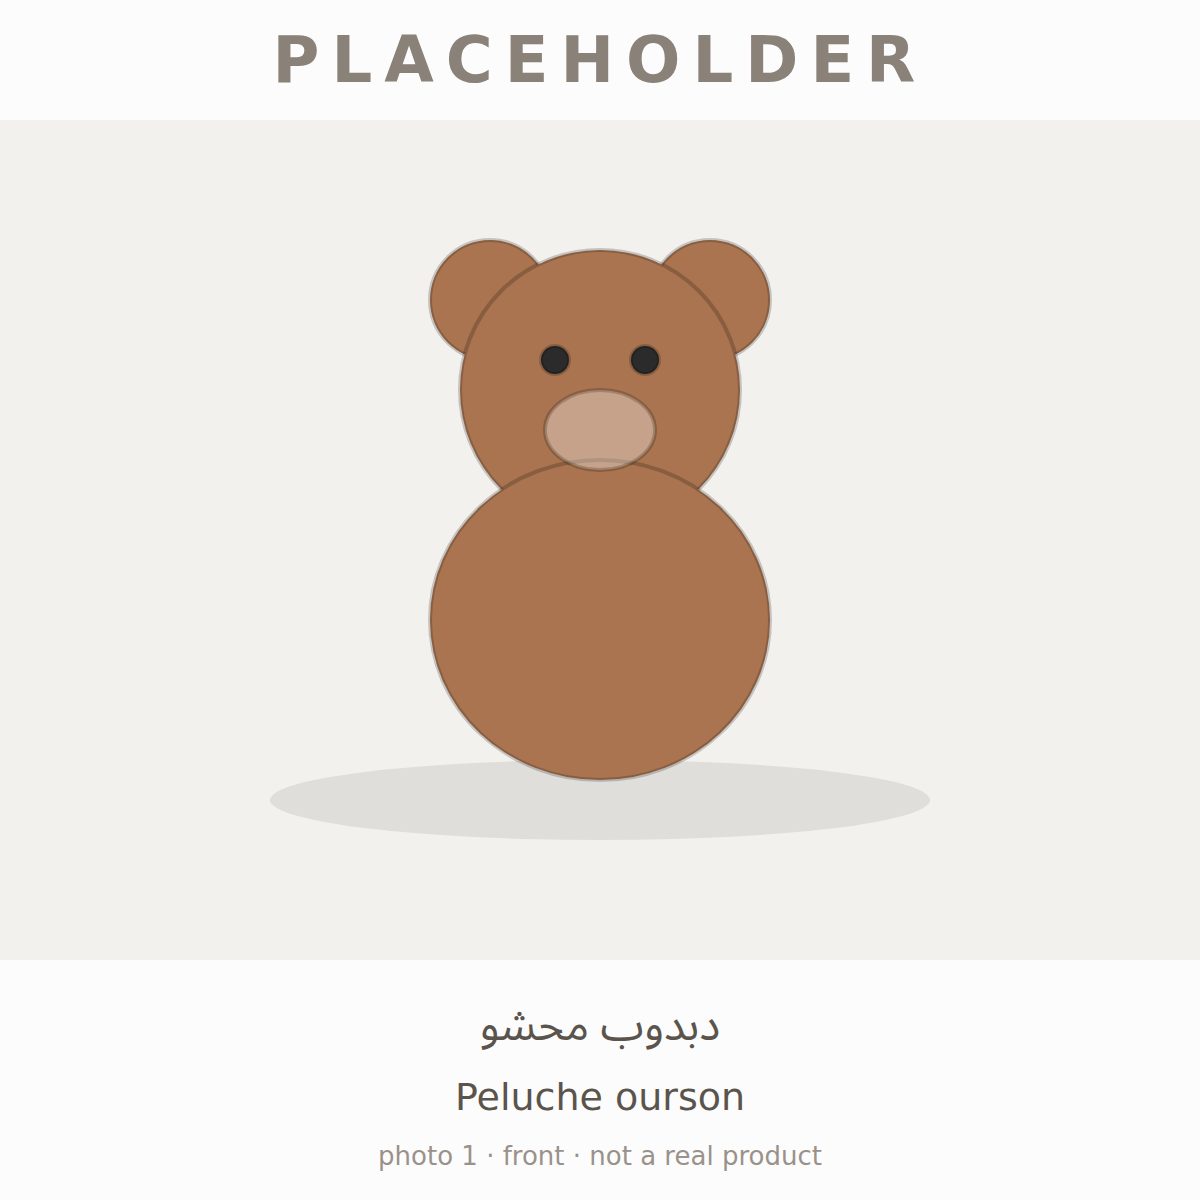 PLACEHOLDER
دبدوب محشو
Peluche ourson
photo 1 · front · not a real product